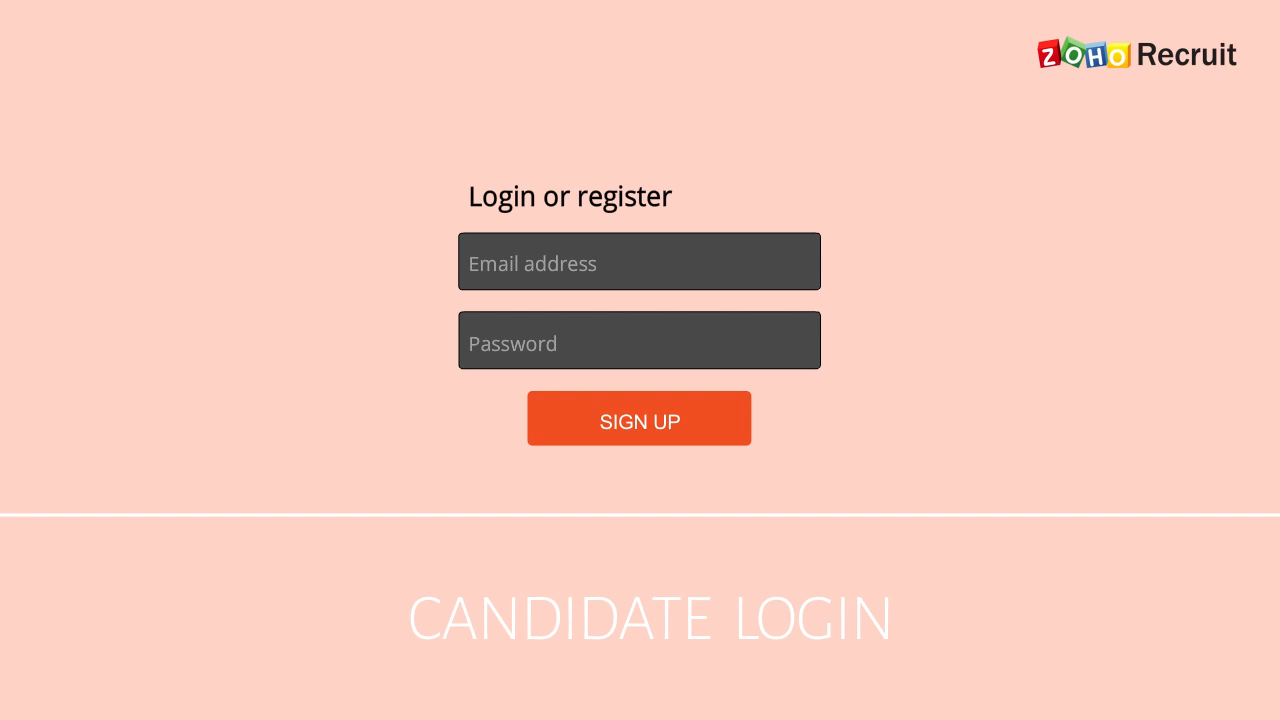 ZOHO Recruit
Login or register
Email address
Password
SIGN UP
CANDIDATE LOGIN